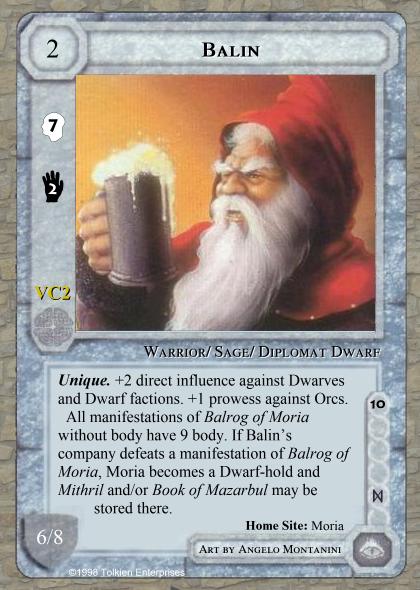 2
BALIN
7
2
VC2
WARRIOR/ SAGE/ DIPLOMAT DWARF
Unique. +2 direct influence against Dwarves
and Dwarf factions. +1 prowess against Orcs.
All manifestations of Balrog of Moria
without body have 9 body. If Balin's
company defeats a manifestation of Balrog of
Moria, Moria becomes a Dwarf-hold and
Mithril and/or Book of Mazarbul may be
stored there.
10
Home Site: Moria
6/8
ART BY ANGELO MONTANINI
©1998 Tolkien Enterprises